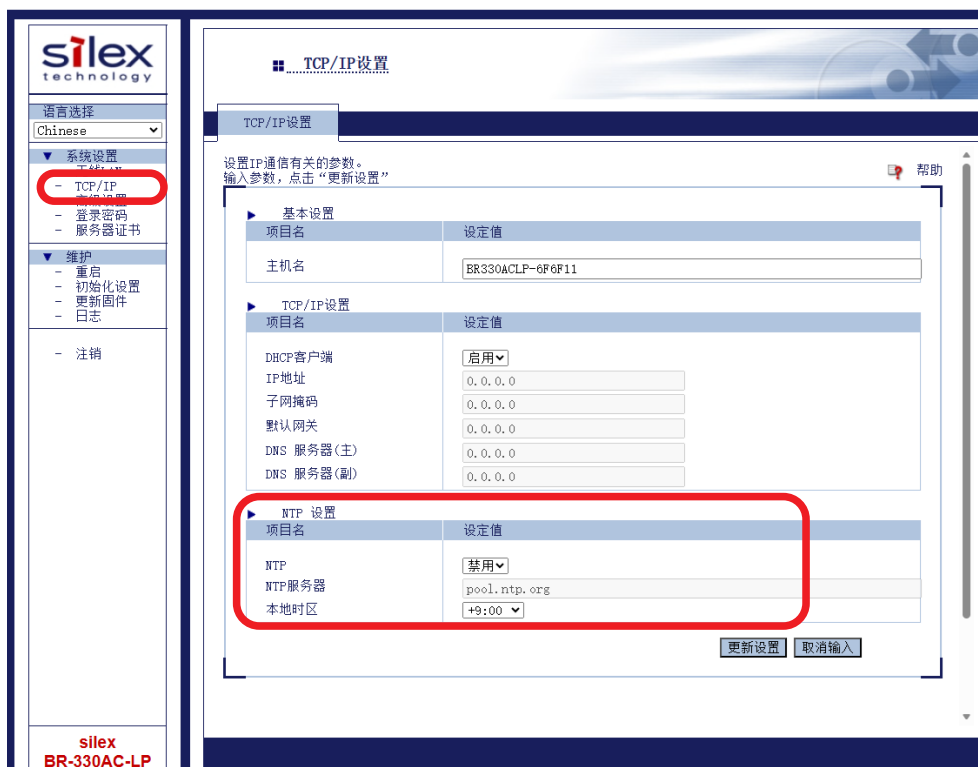 silex
technology
语言选择
Chinese
▼ 系统设置
- TCP/IP
- 高级设置
- 登录密码
- 服务器证书
▼ 维护
- 重启
- 初始化设置
- 更新固件
- 日志
- 注销
silex
BR-330AC-LP
TCP/IP设置
TCP/IP设置
设置IP通信有关的参数。
输入参数，点击“更新设置”
帮助
基本设置
项目名 设定值
主机名 BR330ACLP-6F6F11
TCP/IP设置
项目名 设定值
DHCP客户端 启用
IP地址 0.0.0.0
子网掩码 0.0.0.0
默认网关 0.0.0.0
DNS 服务器(主) 0.0.0.0
DNS 服务器(副) 0.0.0.0
NTP 设置
项目名 设定值
NTP 禁用
NTP服务器 pool.ntp.org
本地时区 +9:00
更新设置 取消输入